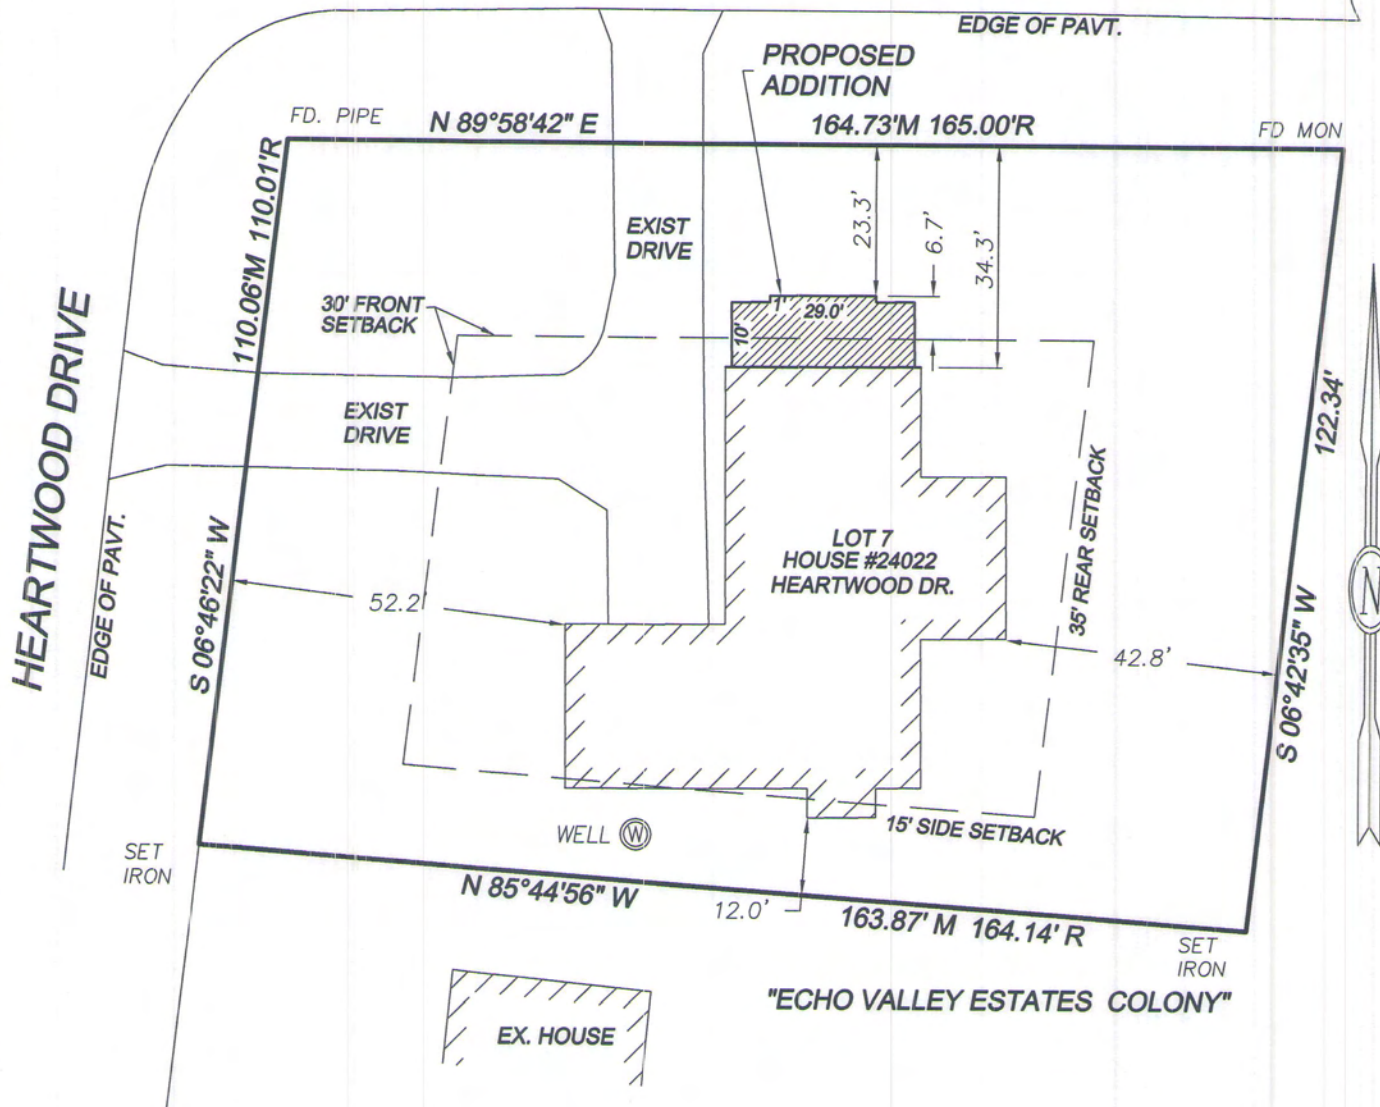 EDGE OF PAVT.
PROPOSED
ADDITION
FD. PIPE
N 89°58'42" E
164.73'M 165.00'R
FD MON
110.06'M 110.01'R
EXIST
DRIVE
23.3'
6.7'
34.3'
30' FRONT
SETBACK
1'
29.0'
10'
HEARTWOOD DRIVE
EXIST
DRIVE
122.34'
EDGE OF PAVT.
S 06°46'22" W
52.2'
LOT 7
HOUSE #24022
HEARTWOOD DR.
35' REAR SETBACK
N
42.8'
S 06°42'35" W
WELL W
15' SIDE SETBACK
SET
IRON
N 85°44'56" W
12.0'
163.87' M 164.14' R
SET
IRON
"ECHO VALLEY ESTATES COLONY"
EX. HOUSE